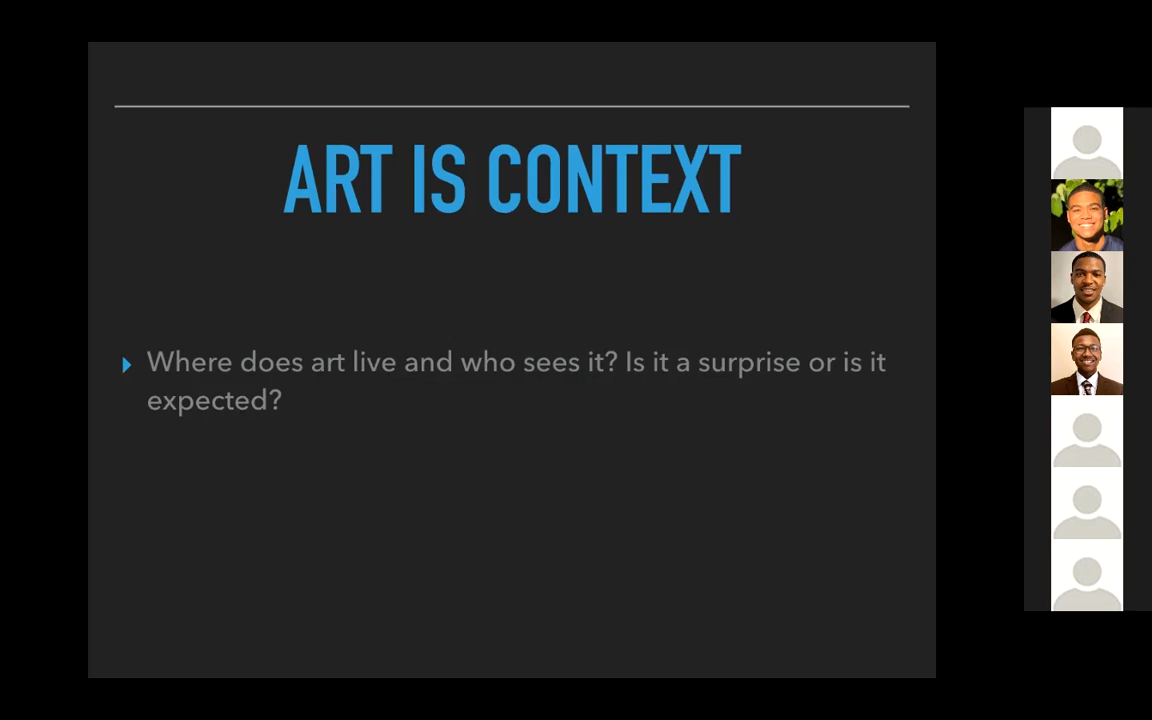 ART IS CONTEXT
Where does art live and who sees it? Is it a surprise or is it
expected?